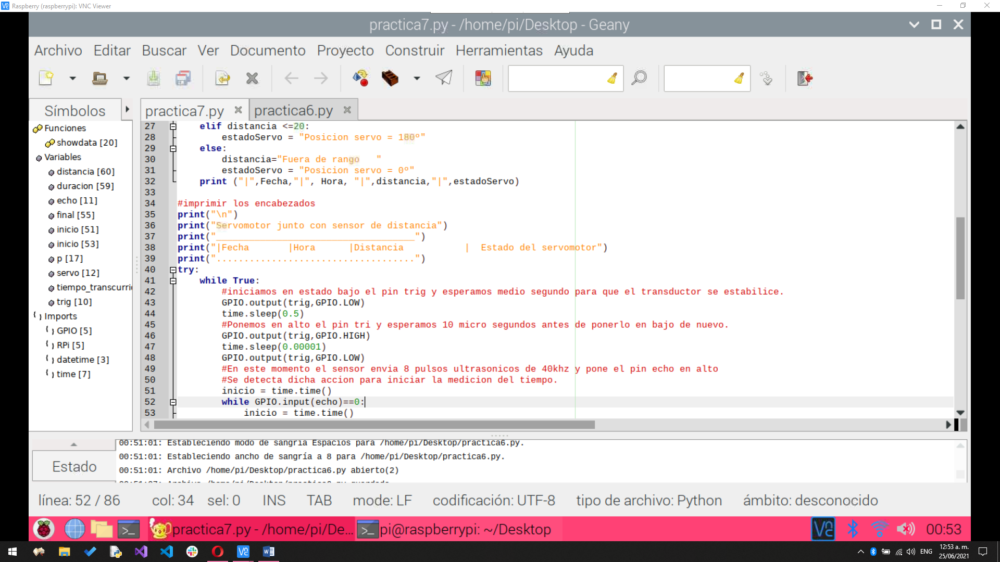 Raspberry (raspberrypi): VNC Viewer
practica7.py - /home/pi/Desktop - Geany
Archivo Editar Buscar Ver Documento Proyecto Construir Herramientas Ayuda
Símbolos
practica7.py
practica6.py
Funciones
showdata [20]
Variables
distancia [60]
duracion [59]
echo [11]
final [55]
inicio [51]
inicio [53]
p [17]
servo [12]
tiempo_transcurri
trig [10]
Imports
GPIO [5]
RPi [5]
datetime [3]
time [7]
27 elif distancia <=20:
28 estadoServo = "Posicion servo = 180º"
29 else:
30 distancia="Fuera de rango   "
31 estadoServo = "Posicion servo = 0º"
32 print ("|",Fecha,"|", Hora, "|",distancia,"|",estadoServo)
33
34 #imprimir los encabezados
35 print("\n")
36 print("Servomotor junto con sensor de distancia")
37 print("____________________________________")
38 print("|Fecha       |Hora      |Distancia           |  Estado del servomotor")
39 print("....................................")
40 try:
41 while True:
42 #iniciamos en estado bajo el pin trig y esperamos medio segundo para que el transductor se estabilice.
43 GPIO.output(trig,GPIO.LOW)
44 time.sleep(0.5)
45 #Ponemos en alto el pin tri y esperamos 10 micro segundos antes de ponerlo en bajo de nuevo.
46 GPIO.output(trig,GPIO.HIGH)
47 time.sleep(0.00001)
48 GPIO.output(trig,GPIO.LOW)
49 #En este momento el sensor envia 8 pulsos ultrasonicos de 40khz y pone el pin echo en alto
50 #Se detecta dicha accion para iniciar la medicion del tiempo.
51 inicio = time.time()
52 while GPIO.input(echo)==0:
53 inicio = time.time()
Estado
00:51:01: Estableciendo modo de sangría Espacios para /home/pi/Desktop/practica6.py.
00:51:01: Estableciendo ancho de sangría a 8 para /home/pi/Desktop/practica6.py.
00:51:01: Archivo /home/pi/Desktop/practica6.py abierto(2)
línea: 52 / 86 col: 34 sel: 0 INS TAB mode: LF codificación: UTF-8 tipo de archivo: Python ámbito: desconocido
practica7.py - /home/pi/De... pi@raspberrypi: ~/Desktop 00:53
ENG 12:53 a. m.
25/06/2021